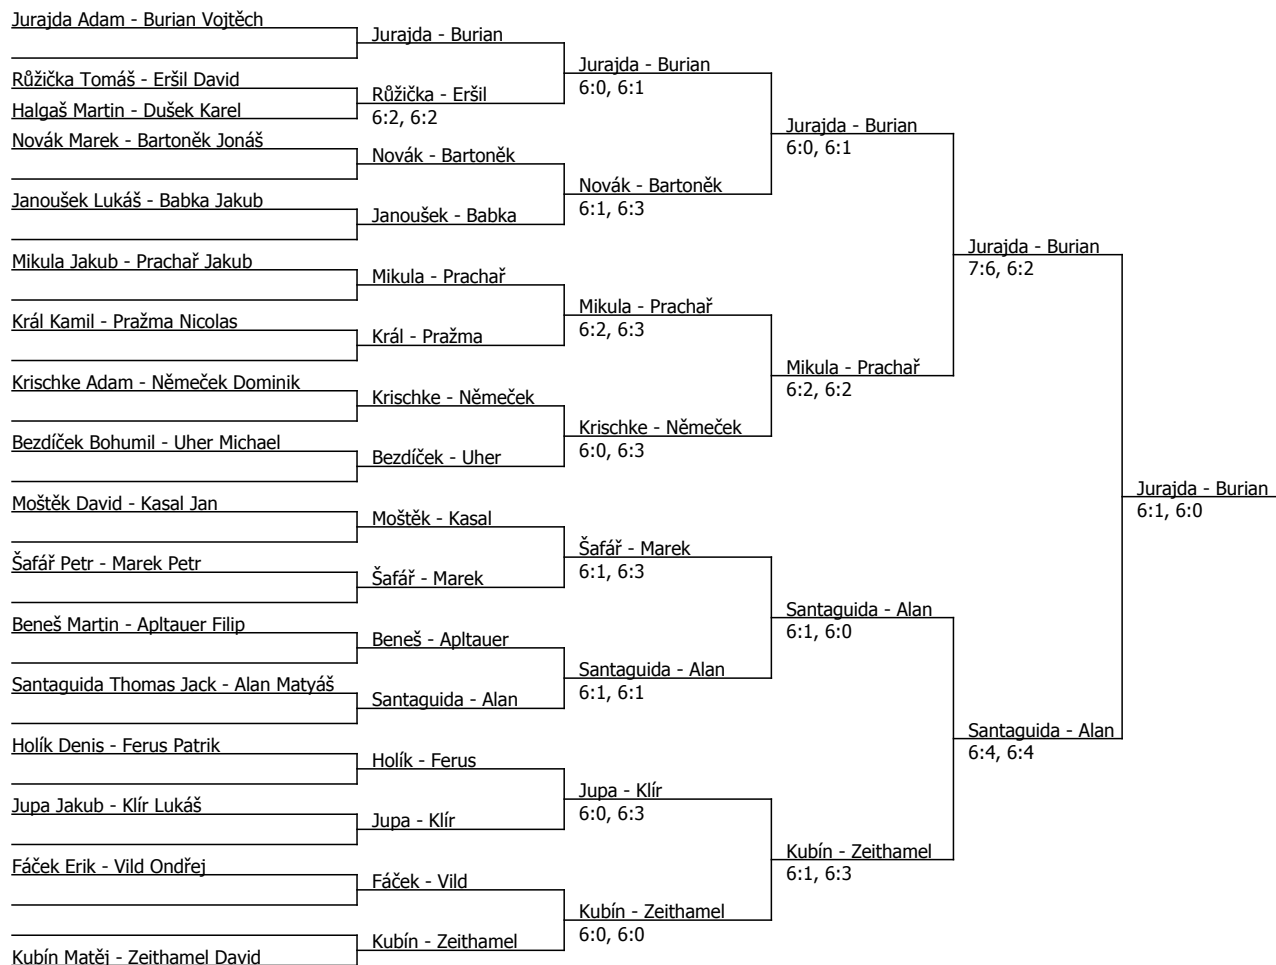 Jurajda Adam - Burian Vojtěch
Růžička Tomáš - Eršil David
Halgaš Martin - Dušek Karel
Novák Marek - Bartoněk Jonáš
Janoušek Lukáš - Babka Jakub
Mikula Jakub - Prachař Jakub
Král Kamil - Pražma Nicolas
Krischke Adam - Němeček Dominik
Bezdíček Bohumil - Uher Michael
Moštěk David - Kasal Jan
Šafář Petr - Marek Petr
Beneš Martin - Apltauer Filip
Santaguida Thomas Jack - Alan Matyáš
Holík Denis - Ferus Patrik
Jupa Jakub - Klír Lukáš
Fáček Erik - Vild Ondřej
Kubín Matěj - Zeithamel David
Jurajda - Burian
Růžička - Eršil
6:2, 6:2
Novák - Bartoněk
Janoušek - Babka
Mikula - Prachař
Král - Pražma
Krischke - Němeček
Bezdíček - Uher
Moštěk - Kasal
Šafář - Marek
Beneš - Apltauer
Santaguida - Alan
Holík - Ferus
Jupa - Klír
Fáček - Vild
Kubín - Zeithamel
Jurajda - Burian
6:0, 6:1
Novák - Bartoněk
6:1, 6:3
Mikula - Prachař
6:2, 6:3
Krischke - Němeček
6:0, 6:3
Šafář - Marek
6:1, 6:3
Santaguida - Alan
6:1, 6:1
Jupa - Klír
6:0, 6:3
Kubín - Zeithamel
6:0, 6:0
Jurajda - Burian
6:0, 6:1
Mikula - Prachař
6:2, 6:2
Santaguida - Alan
6:1, 6:0
Kubín - Zeithamel
6:1, 6:3
Jurajda - Burian
7:6, 6:2
Santaguida - Alan
6:4, 6:4
Jurajda - Burian
6:1, 6:0